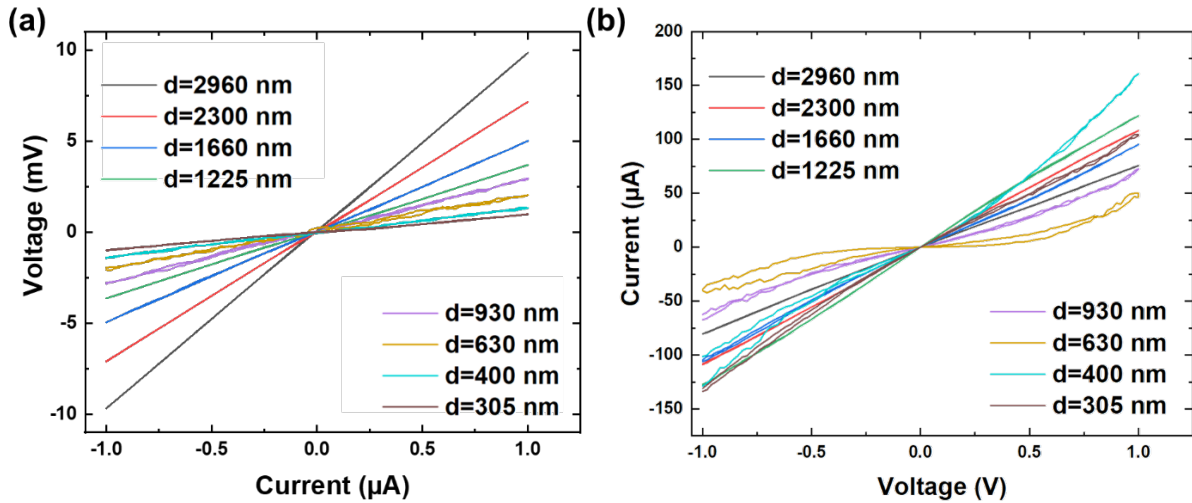 (a)
Voltage (mV)
10
5
0
-5
-10
d=2960 nm
d=2300 nm
d=1660 nm
d=1225 nm
d=930 nm
d=630 nm
d=400 nm
d=305 nm
-1.0 -0.5 0.0 0.5 1.0
Current (µA)
(b)
Current (µA)
200
150
100
50
0
-50
-100
-150
d=2960 nm
d=2300 nm
d=1660 nm
d=1225 nm
d=930 nm
d=630 nm
d=400 nm
d=305 nm
-1.0 -0.5 0.0 0.5 1.0
Voltage (V)